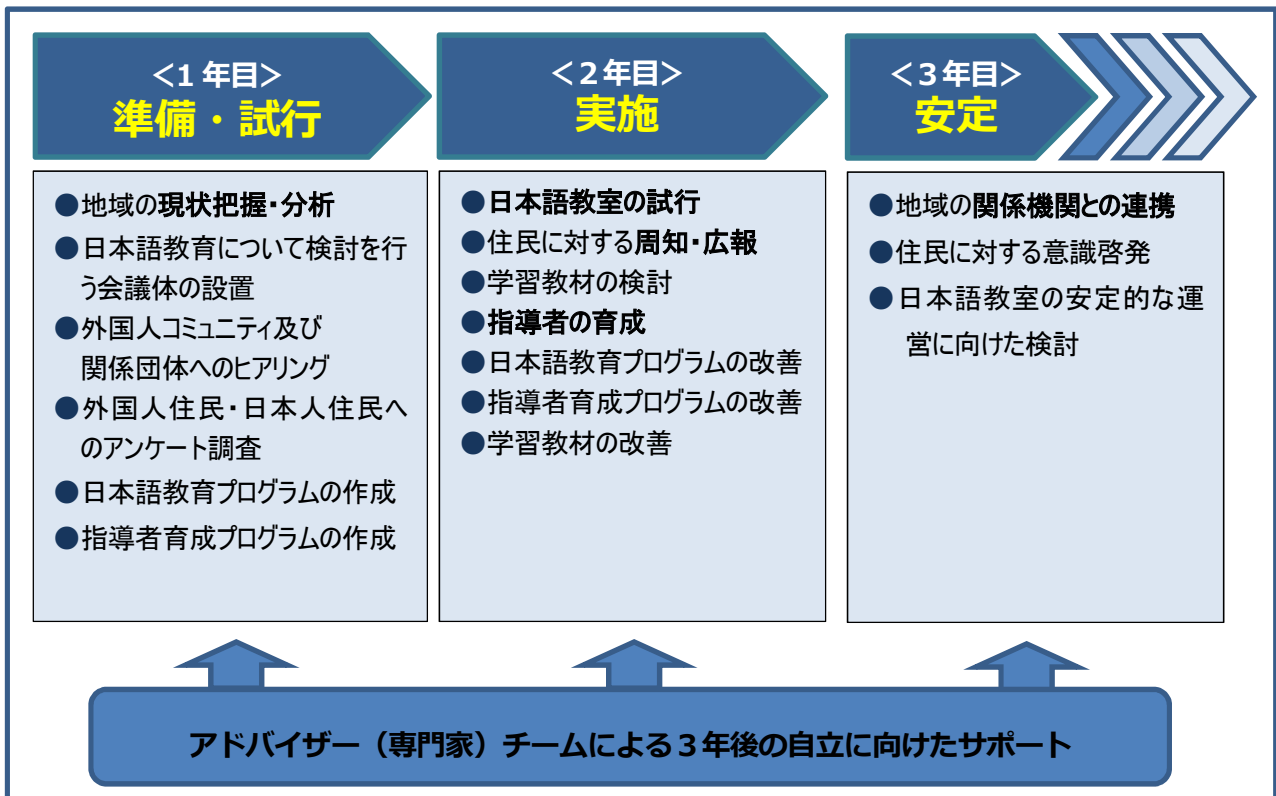 ＜１年目＞
準備・試行
●地域の現状把握・分析
●日本語教育について検討を行
う会議体の設置
●外国人コミュニティ及び
関係団体へのヒアリング
●外国人住民・日本人住民へ
のアンケート調査
●日本語教育プログラムの作成
●指導者育成プログラムの作成
＜２年目＞
実施
●日本語教室の試行
●住民に対する周知・広報
●学習教材の検討
●指導者の育成
●日本語教育プログラムの改善
●指導者育成プログラムの改善
●学習教材の改善
＜３年目＞
安定
●地域の関係機関との連携
●住民に対する意識啓発
●日本語教室の安定的な運
営に向けた検討
アドバイザー（専門家）チームによる３年後の自立に向けたサポート